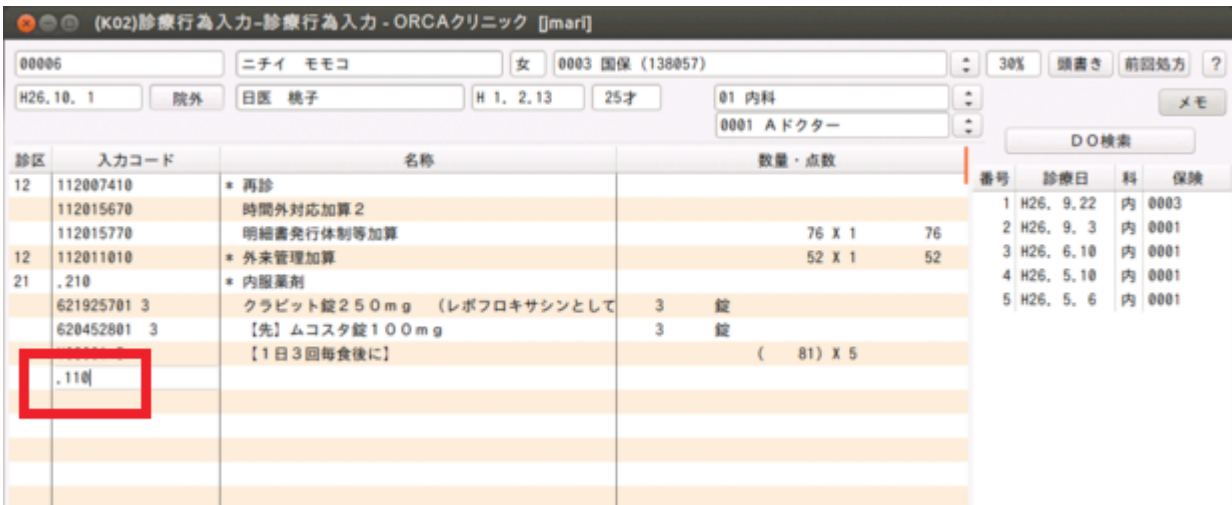 (K02)診療行為入力-診療行為入力 - ORCAクリニック [jmari]
00006 ニチイ モモコ 女 0003 国保 (138057) 30% 頭書き 前回処方 ?
H26.10. 1 院外 日医 桃子 H 1. 2.13 25才 01 内科 メモ
0001 Aドクター
DO検索
診区 入力コード 名称 数量・点数
番号 診療日 科 保険
12 112007410 * 再診
1 H26. 9.22 内 0003
112015670 時間外対応加算2
2 H26. 9. 3 内 0001
112015770 明細書発行体制等加算 76 X 1 76
3 H26. 6.10 内 0001
12 112011010 * 外来管理加算 52 X 1 52
4 H26. 5.10 内 0001
21 .210 * 内服薬剤
5 H26. 5. 6 内 0001
621925701 3 クラビット錠250mg (レボフロキサシンとして 3 錠
620452801 3 【先】ムコスタ錠100mg 3 錠
【1日3回毎食後に】 ( 81) X 5
.110